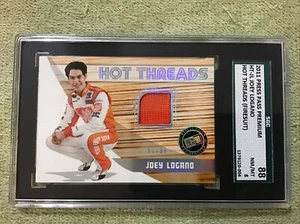 HOT THREADS
JOEY LOGANO
SGC
2011 PRESS PASS PREMIUM
HT-JL JOEY LOGANO
HOT THREADS (FIRESUIT)
88
NM/MT 8